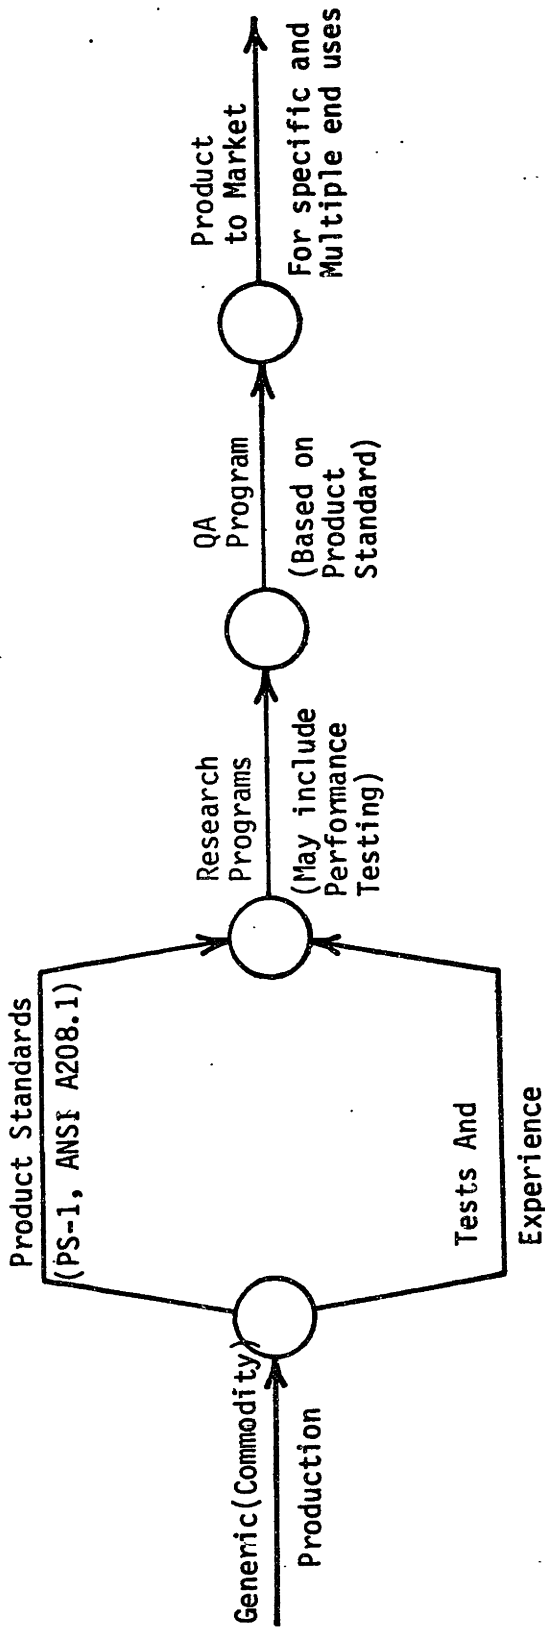 Generic(Commodity)
Production
Product Standards
(PS-1, ANSI A208.1)
Tests And
Experience
Research
Programs
(May include
Performance
Testing)
QA
Program
(Based on
Product
Standard)
Product
to Market
For specific and
Multiple end uses